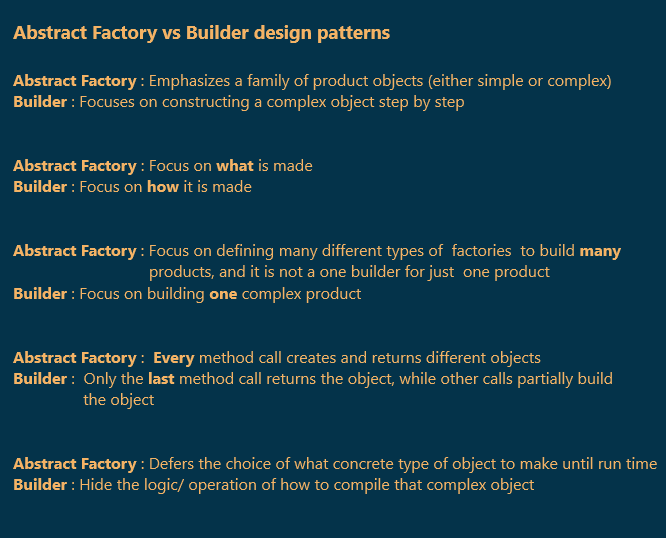 Abstract Factory vs Builder design patterns
Abstract Factory : Emphasizes a family of product objects (either simple or complex)
Builder : Focuses on constructing a complex object step by step
Abstract Factory : Focus on what is made
Builder : Focus on how it is made
Abstract Factory : Focus on defining many different types of  factories  to build many
products, and it is not a one builder for just  one product
Builder : Focus on building one complex product
Abstract Factory :  Every method call creates and returns different objects
Builder :  Only the last method call returns the object, while other calls partially build
the object
Abstract Factory : Defers the choice of what concrete type of object to make until run time
Builder : Hide the logic/ operation of how to compile that complex object